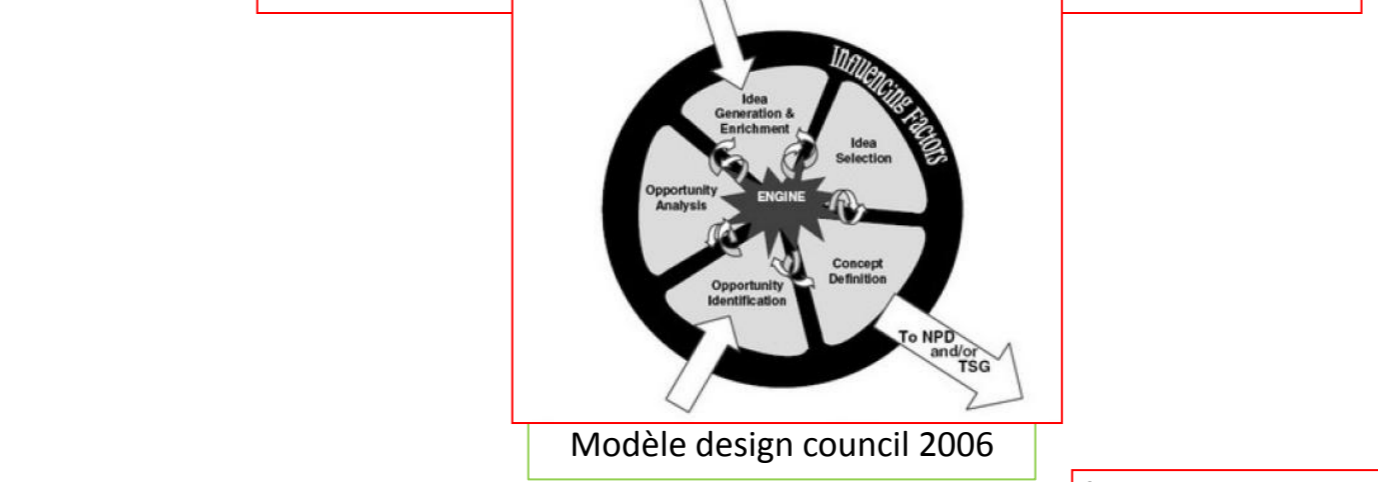 Influencing Factors
Idea
Generation &
Enrichment
Idea
Selection
Opportunity
Analysis
ENGINE
Concept
Definition
Opportunity
Identification
To NPD
and/or
TSG
Modèle design council 2006